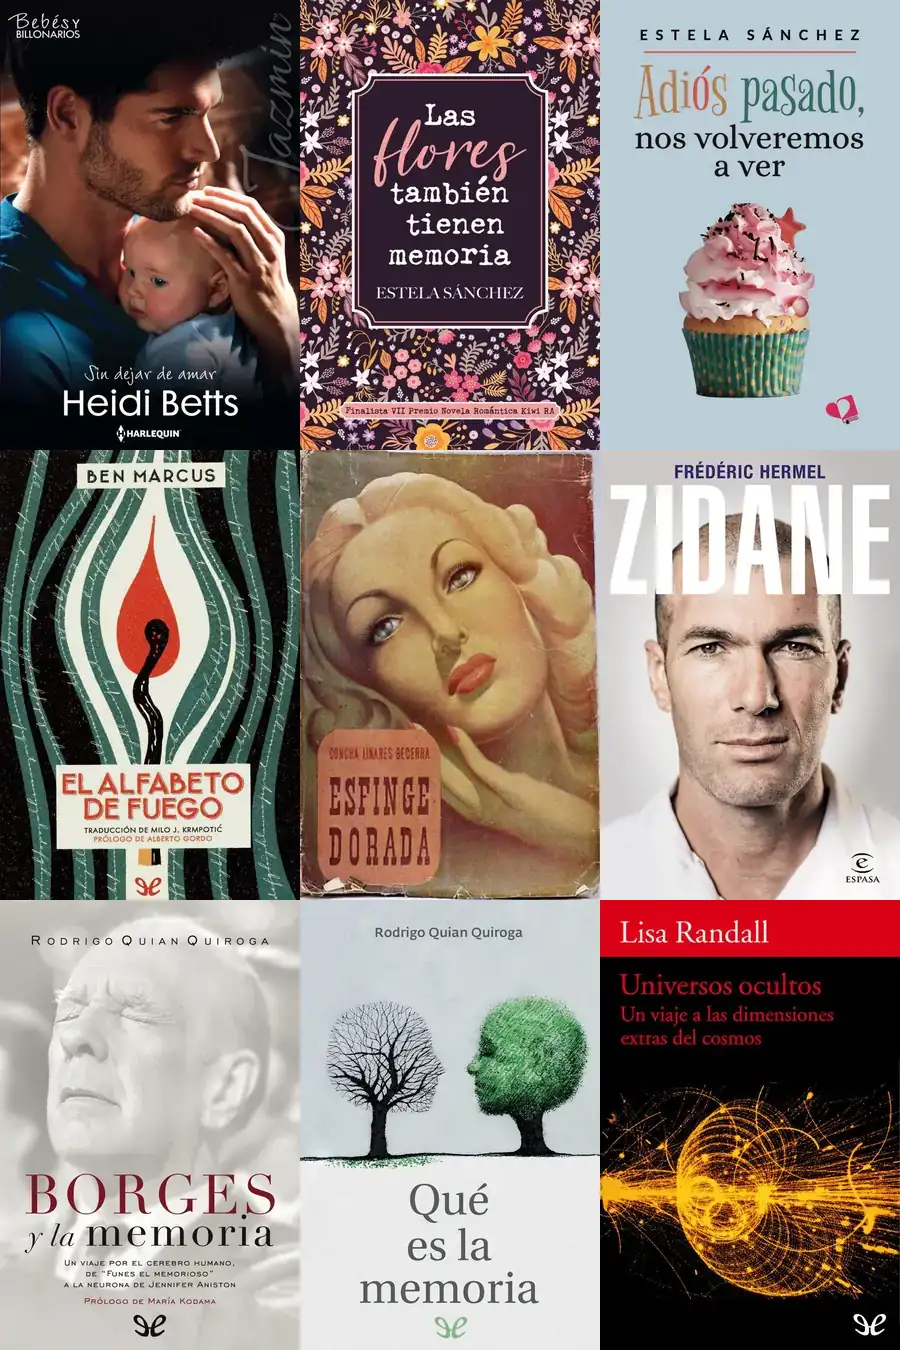 Bebés y
BILLONARIOS
Jazmín
Sin dejar de amar
Heidi Betts
HARLEQUIN
Las
flores
también
tienen
memoria
ESTELA SÁNCHEZ
Finalista VII Premio Novela Romántica Kiwi RA
ESTELA SÁNCHEZ
Adiós pasado,
nos volveremos
a ver
BEN MARCUS
EL ALFABETO
DE FUEGO
TRADUCCIÓN DE MILO J. KRMPOTIĆ
PRÓLOGO DE ALBERTO GORDO
CONCHA LINARES BECERRA
ESFINGE
DORADA
FRÉDÉRIC HERMEL
ZIDANE
e
ESPASA
RODRIGO QUIAN QUIROGA
BORGES
y la memoria
UN VIAJE POR EL CEREBRO HUMANO,
DE "FUNES EL MEMORIOSO"
A LA NEURONA DE JENNIFER ANISTON
PRÓLOGO DE MARÍA KODAMA
Rodrigo Quian Quiroga
Qué
es la
memoria
Lisa Randall
Universos ocultos
Un viaje a las dimensiones
extras del cosmos